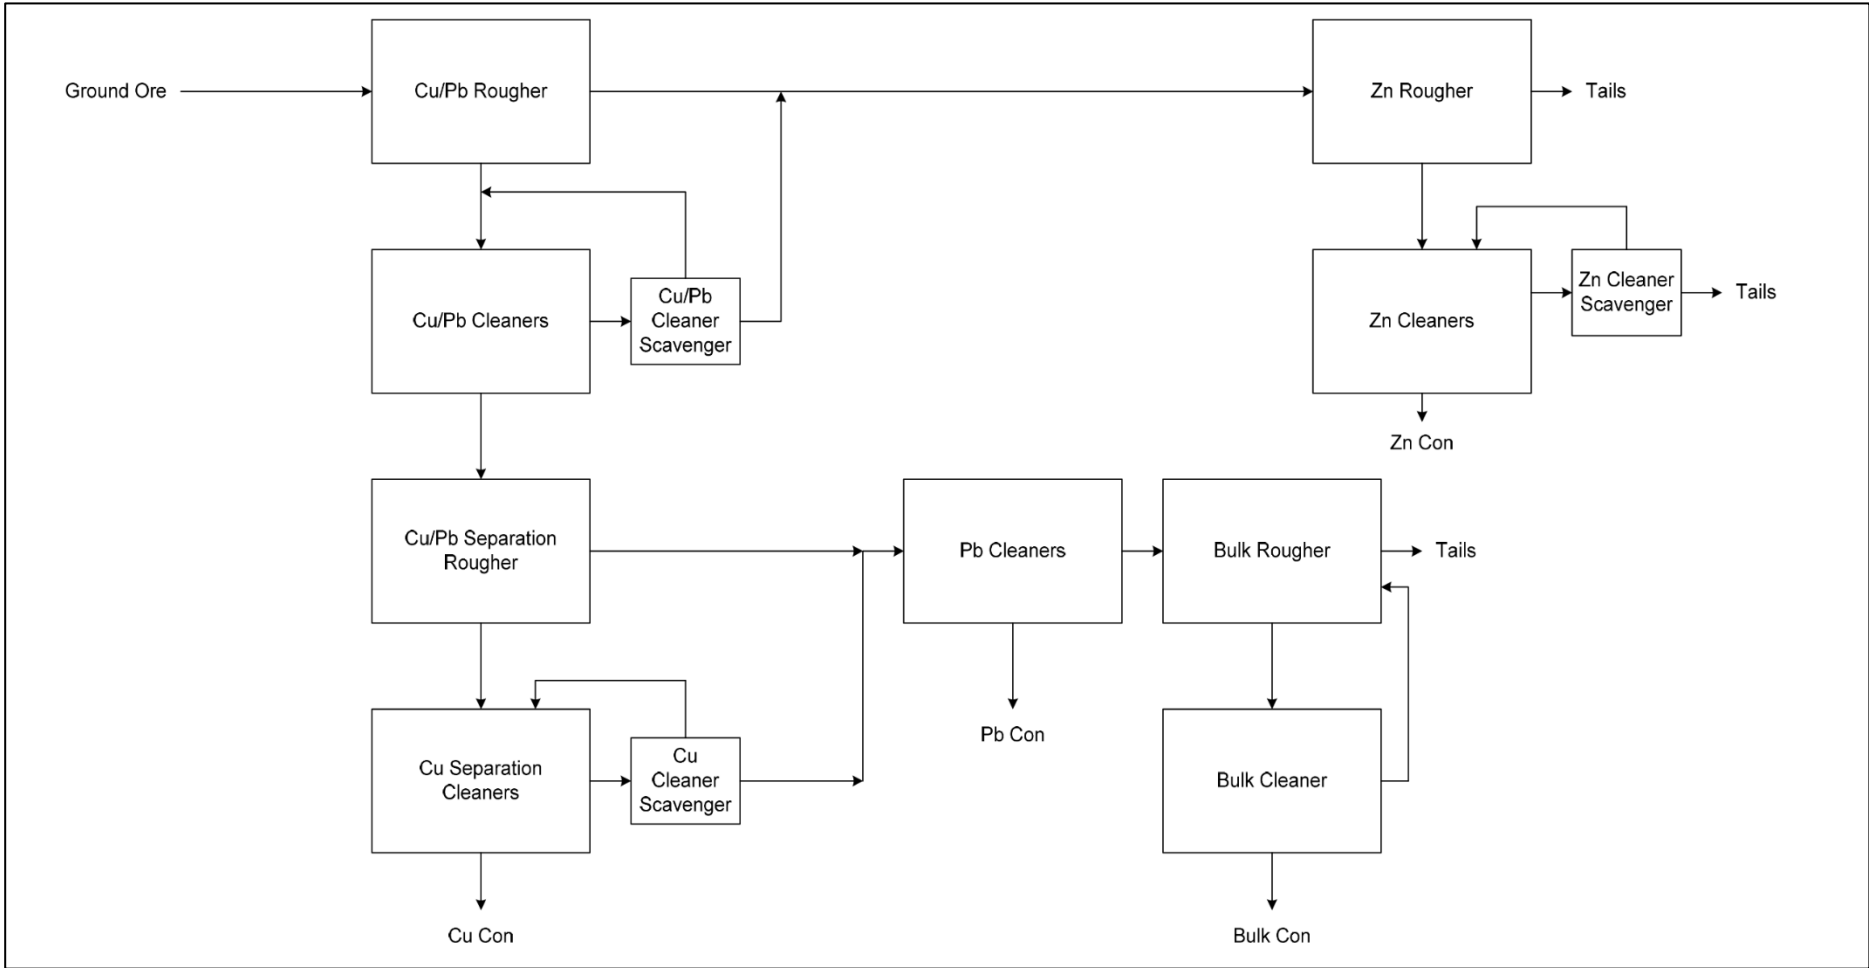 Ground Ore
Cu/Pb Rougher
Zn Rougher
Tails
Cu/Pb Cleaners
Cu/Pb
Cleaner
Scavenger
Zn Cleaners
Zn Cleaner
Scavenger
Tails
Zn Con
Cu/Pb Separation
Rougher
Pb Cleaners
Bulk Rougher
Tails
Pb Con
Cu Separation
Cleaners
Cu
Cleaner
Scavenger
Bulk Cleaner
Cu Con
Bulk Con